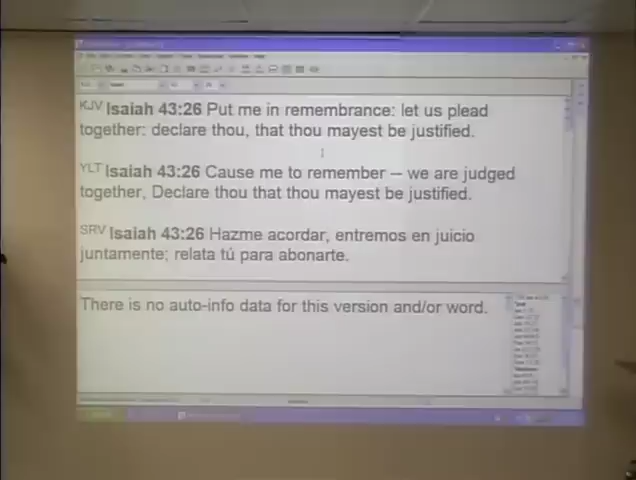 KJV Isaiah 43:26 Put me in remembrance: let us plead
together: declare thou, that thou mayest be justified.
YLT Isaiah 43:26 Cause me to remember – we are judged
together, Declare thou that thou mayest be justified.
SRV Isaiah 43:26 Hazme acordar, entremos en juicio
juntamente; relata tú para abonarte.
There is no auto-info data for this version and/or word.